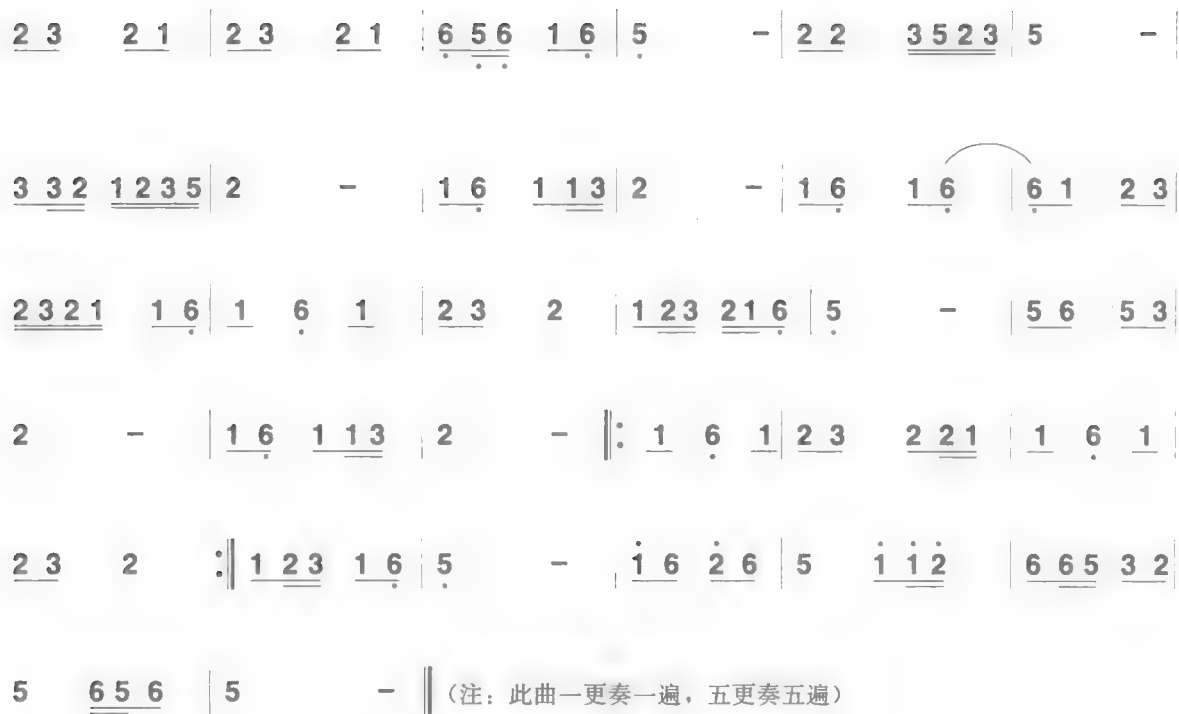 2 3 2 1 | 2 3 2 1 | 6 5 6 1 6 | 5 - | 2 2 3 5 2 3 | 5 - |
3 3 2 1 2 3 5 | 2 - | 1 6 1 1 3 | 2 - | 1 6 1 6 | 6 1 2 3 |
2 3 2 1 1 6 | 1 6 1 | 2 3 2 | 1 2 3 2 1 6 | 5 - | 5 6 5 3 |
2 - | 1 6 1 1 3 | 2 - ‖: 1 6 1 | 2 3 2 2 1 | 1 6 1 |
2 3 2 :‖ 1 2 3 1 6 | 5 - | 1 6 2 6 | 5 1 1 2 | 6 6 5 3 2 |
5 6 5 6 | 5 - ‖ (注：此曲一更奏一遍，五更奏五遍)